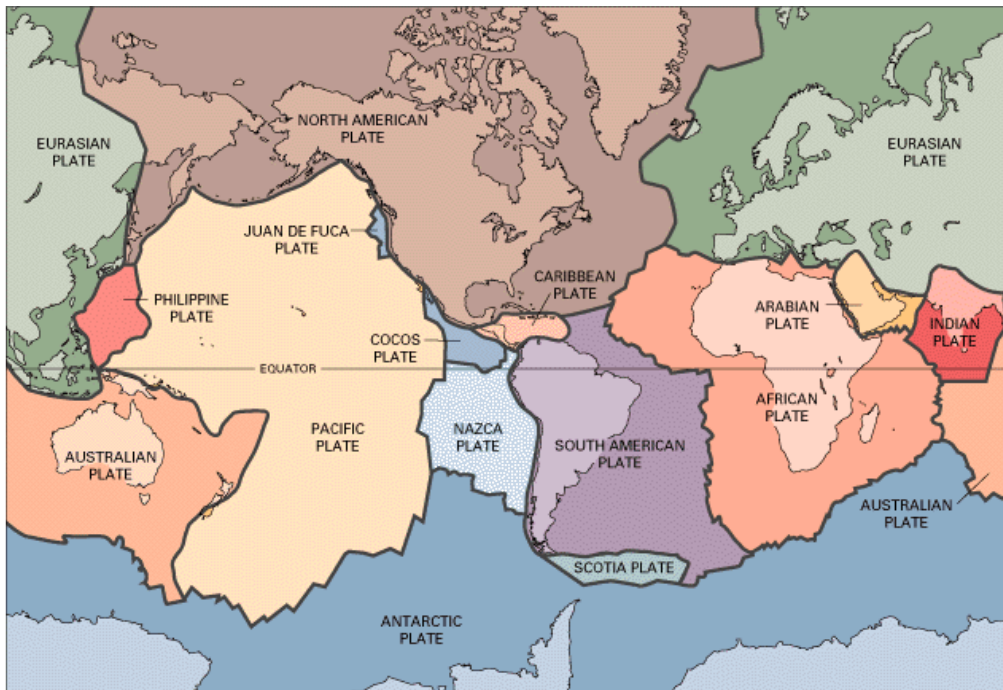 NORTH AMERICAN
PLATE
EURASIAN
PLATE
EURASIAN
PLATE
JUAN DE FUCA
PLATE
CARIBBEAN
PLATE
PHILIPPINE
PLATE
ARABIAN
PLATE
INDIAN
PLATE
COCOS
PLATE
EQUATOR
AFRICAN
PLATE
PACIFIC
PLATE
NAZCA
PLATE
SOUTH AMERICAN
PLATE
AUSTRALIAN
PLATE
AUSTRALIAN
PLATE
SCOTIA PLATE
ANTARCTIC
PLATE